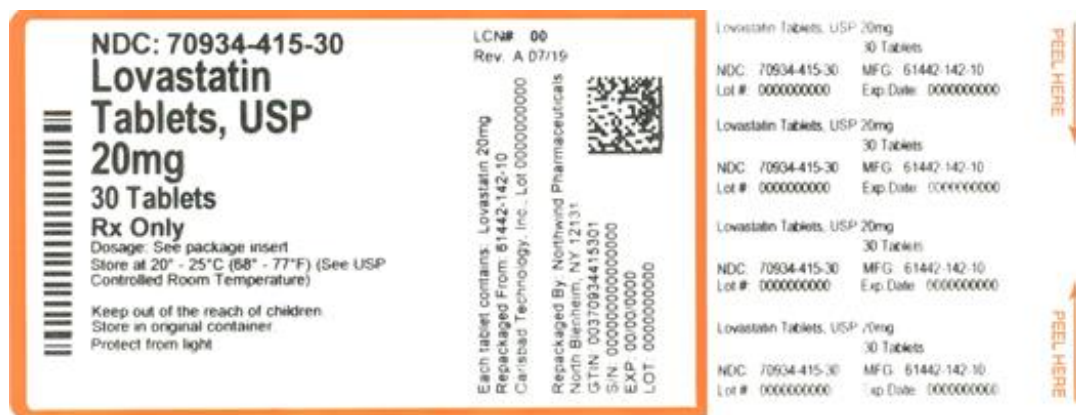 NDC: 70934-415-30
Lovastatin
Tablets, USP
20mg
30 Tablets
Rx Only
Dosage: See package insert
Store at 20° - 25°C (68° - 77°F) (See USP
Controlled Room Temperature)
Keep out of the reach of children
Store in original container
Protect from light
LCN# 00
Rev. A 07/19
Each tablet contains: Lovastatin 20mg
Repackaged From: 61442-142-10
Carlsbad Technology, Inc., Lot 00000000000
Repackaged By: Northwind Pharmaceuticals
North Blenheim, NY 12131
GTIN: 00370934415301
S/N: 00000000000000
EXP: 00/00/0000
LOT: 0000000000
Lovastatin Tablets, USP 20mg
30 Tablets
NDC: 70934-415-30 MFG: 61442-142-10
Lot #: 0000000000 Exp.Date: 0000000000
Lovastatin Tablets, USP 20mg
30 Tablets
NDC: 70934-415-30 MFG: 61442-142-10
Lot #: 0000000000 Exp.Date: 0000000000
Lovastatin Tablets, USP 20mg
30 Tablets
NDC: 70934-415-30 MFG: 61442-142-10
Lot #: 0000000000 Exp.Date: 0000000000
Lovastatin Tablets, USP 20mg
30 Tablets
NDC: 70934-415-30 MFG: 61442-142-10
Lot #: 0000000000 Exp.Date: 0000000000
PEEL HERE
PEEL HERE